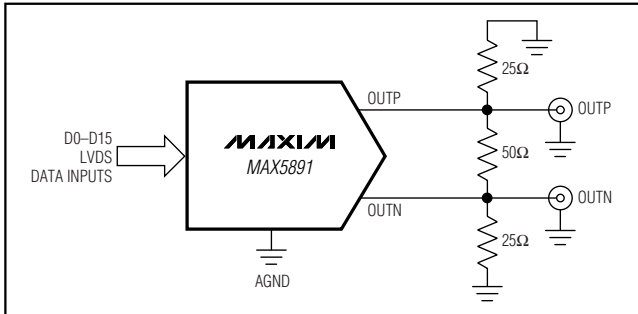 25Ω
OUTP
OUTP
D0–D15
LVDS
DATA INPUTS
MAXIM
MAX5891
50Ω
OUTN
OUTN
25Ω
AGND